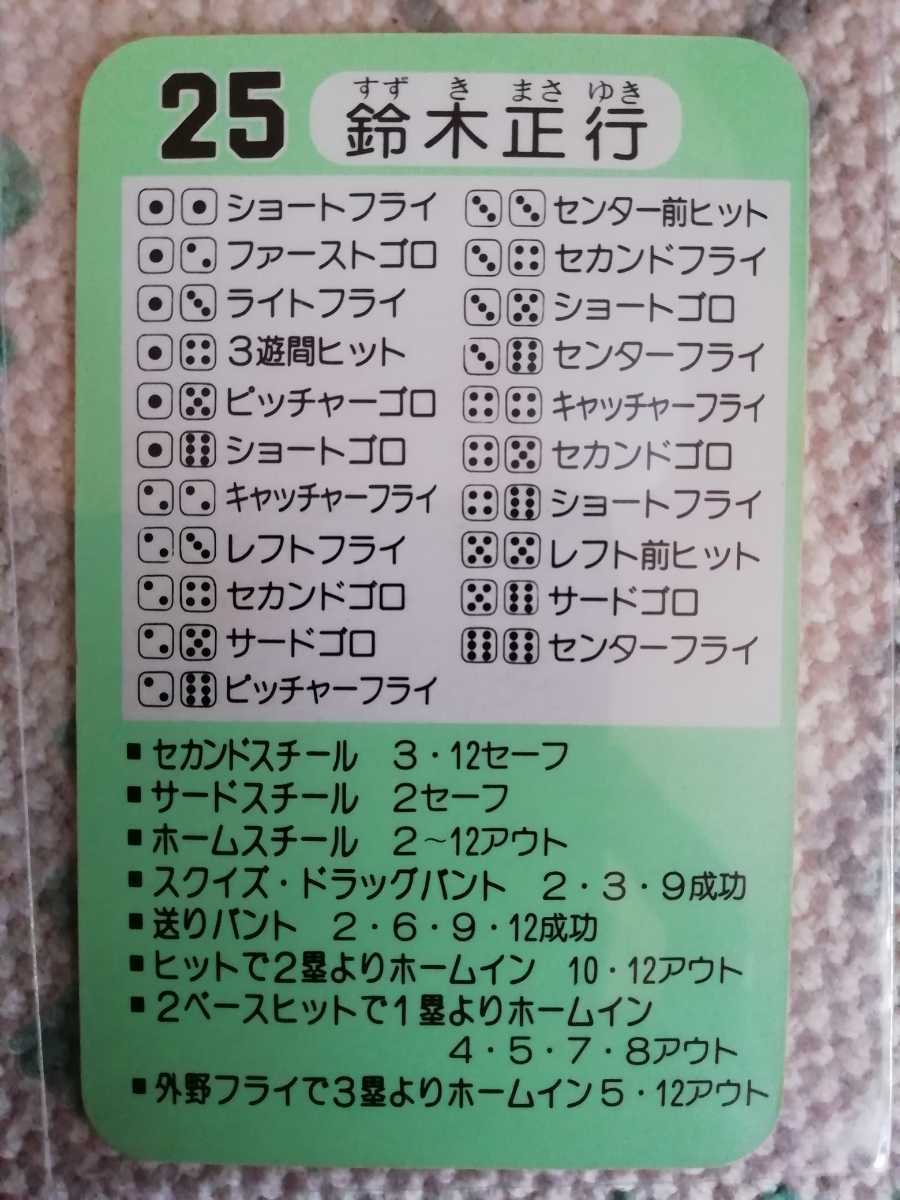 すず き まさ ゆき
25 鈴木正行
ショートフライ
ファーストゴロ
ライトフライ
3遊間ヒット
ピッチャーゴロ
ショートゴロ
キャッチャーフライ
レフトフライ
セカンドゴロ
サードゴロ
ピッチャーフライ
センター前ヒット
セカンドフライ
ショートゴロ
センターフライ
キャッチャーフライ
セカンドゴロ
ショートフライ
レフト前ヒット
サードゴロ
センターフライ
■セカンドスチール 3・12セーフ
■サードスチール 2セーフ
■ホームスチール 2~12アウト
■スクイズ・ドラッグバント 2・3・9成功
■送りバント 2・6・9・12成功
■ヒットで2塁よりホームイン 10・12アウト
■2ベースヒットで1塁よりホームイン
4・5・7・8アウト
■外野フライで3塁よりホームイン5・12アウト